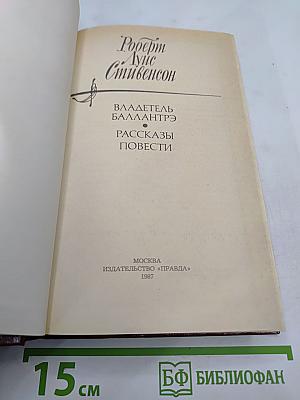 Роберт
Луис
Стивенсон
ВЛАДЕТЕЛЬ
БАЛЛАНТРЭ
•
РАССКАЗЫ
ПОВЕСТИ
МОСКВА
ИЗДАТЕЛЬСТВО «ПРАВДА»
1987
15 см
БФ БИБЛИОФАН